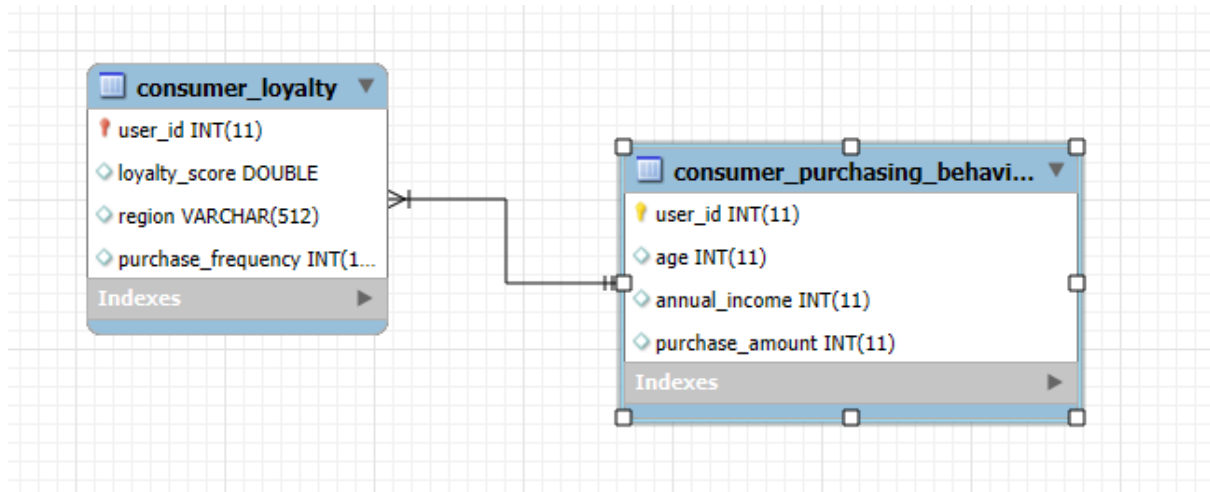 consumer_loyalty
user_id INT(11)
loyalty_score DOUBLE
region VARCHAR(512)
purchase_frequency INT(1...
Indexes
consumer_purchasing_behavi...
user_id INT(11)
age INT(11)
annual_income INT(11)
purchase_amount INT(11)
Indexes